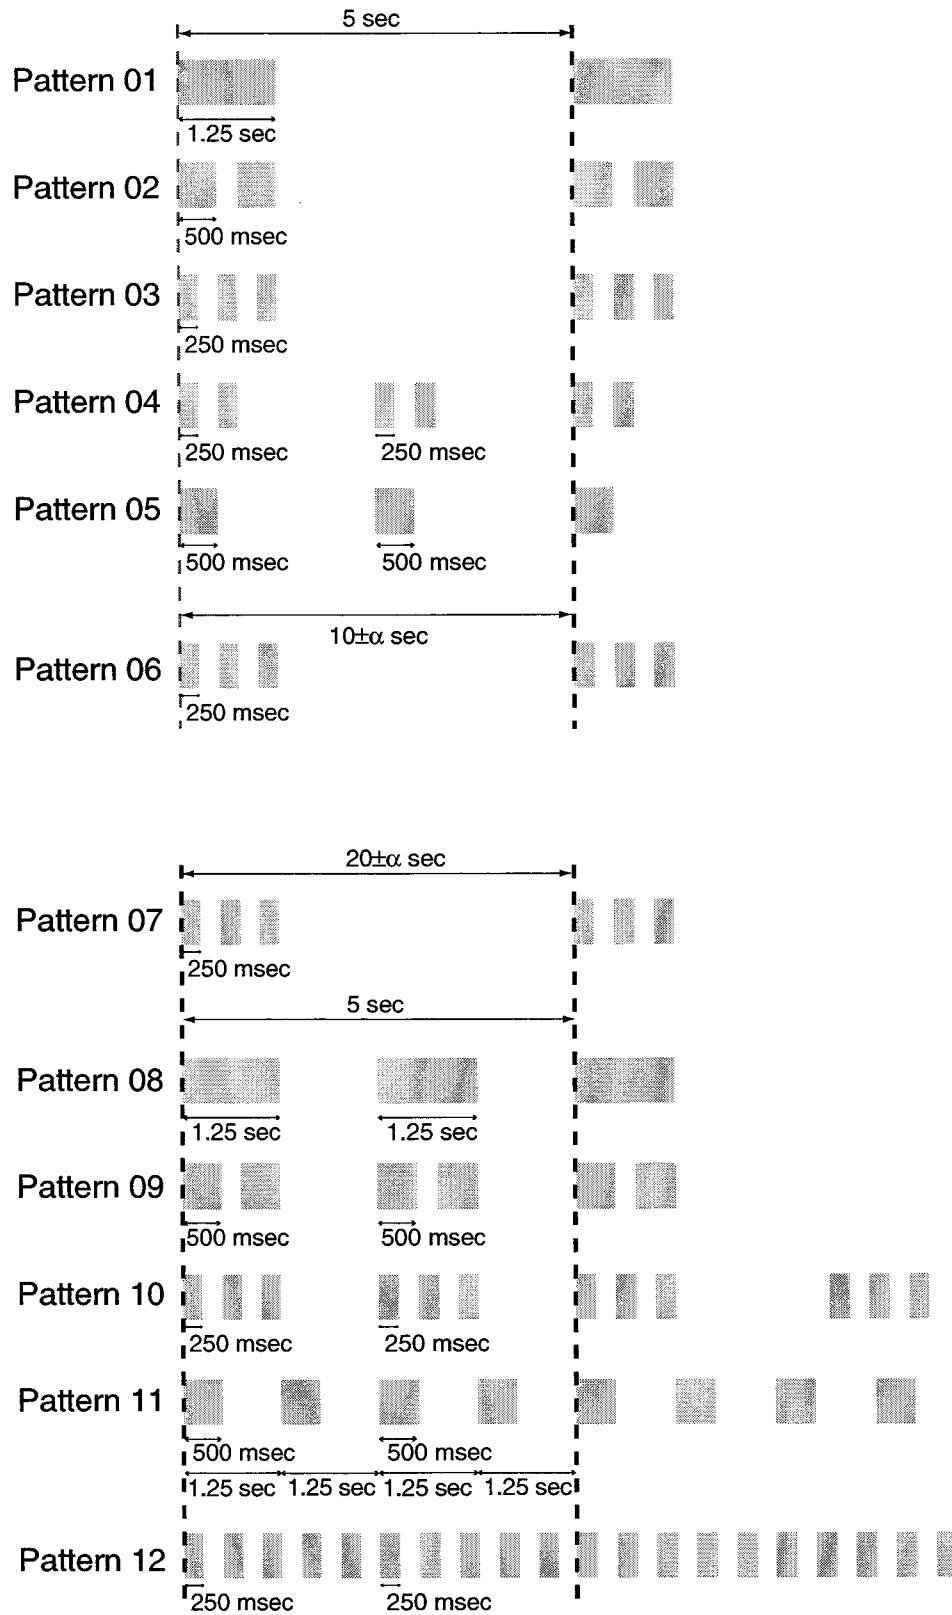 5 sec
Pattern 01
1.25 sec
Pattern 02
500 msec
Pattern 03
250 msec
Pattern 04
250 msec 250 msec
Pattern 05
500 msec 500 msec
10±α sec
Pattern 06
250 msec
20±α sec
Pattern 07
250 msec
5 sec
Pattern 08
1.25 sec 1.25 sec
Pattern 09
500 msec 500 msec
Pattern 10
250 msec 250 msec
Pattern 11
500 msec 500 msec
1.25 sec 1.25 sec 1.25 sec 1.25 sec
Pattern 12
250 msec 250 msec